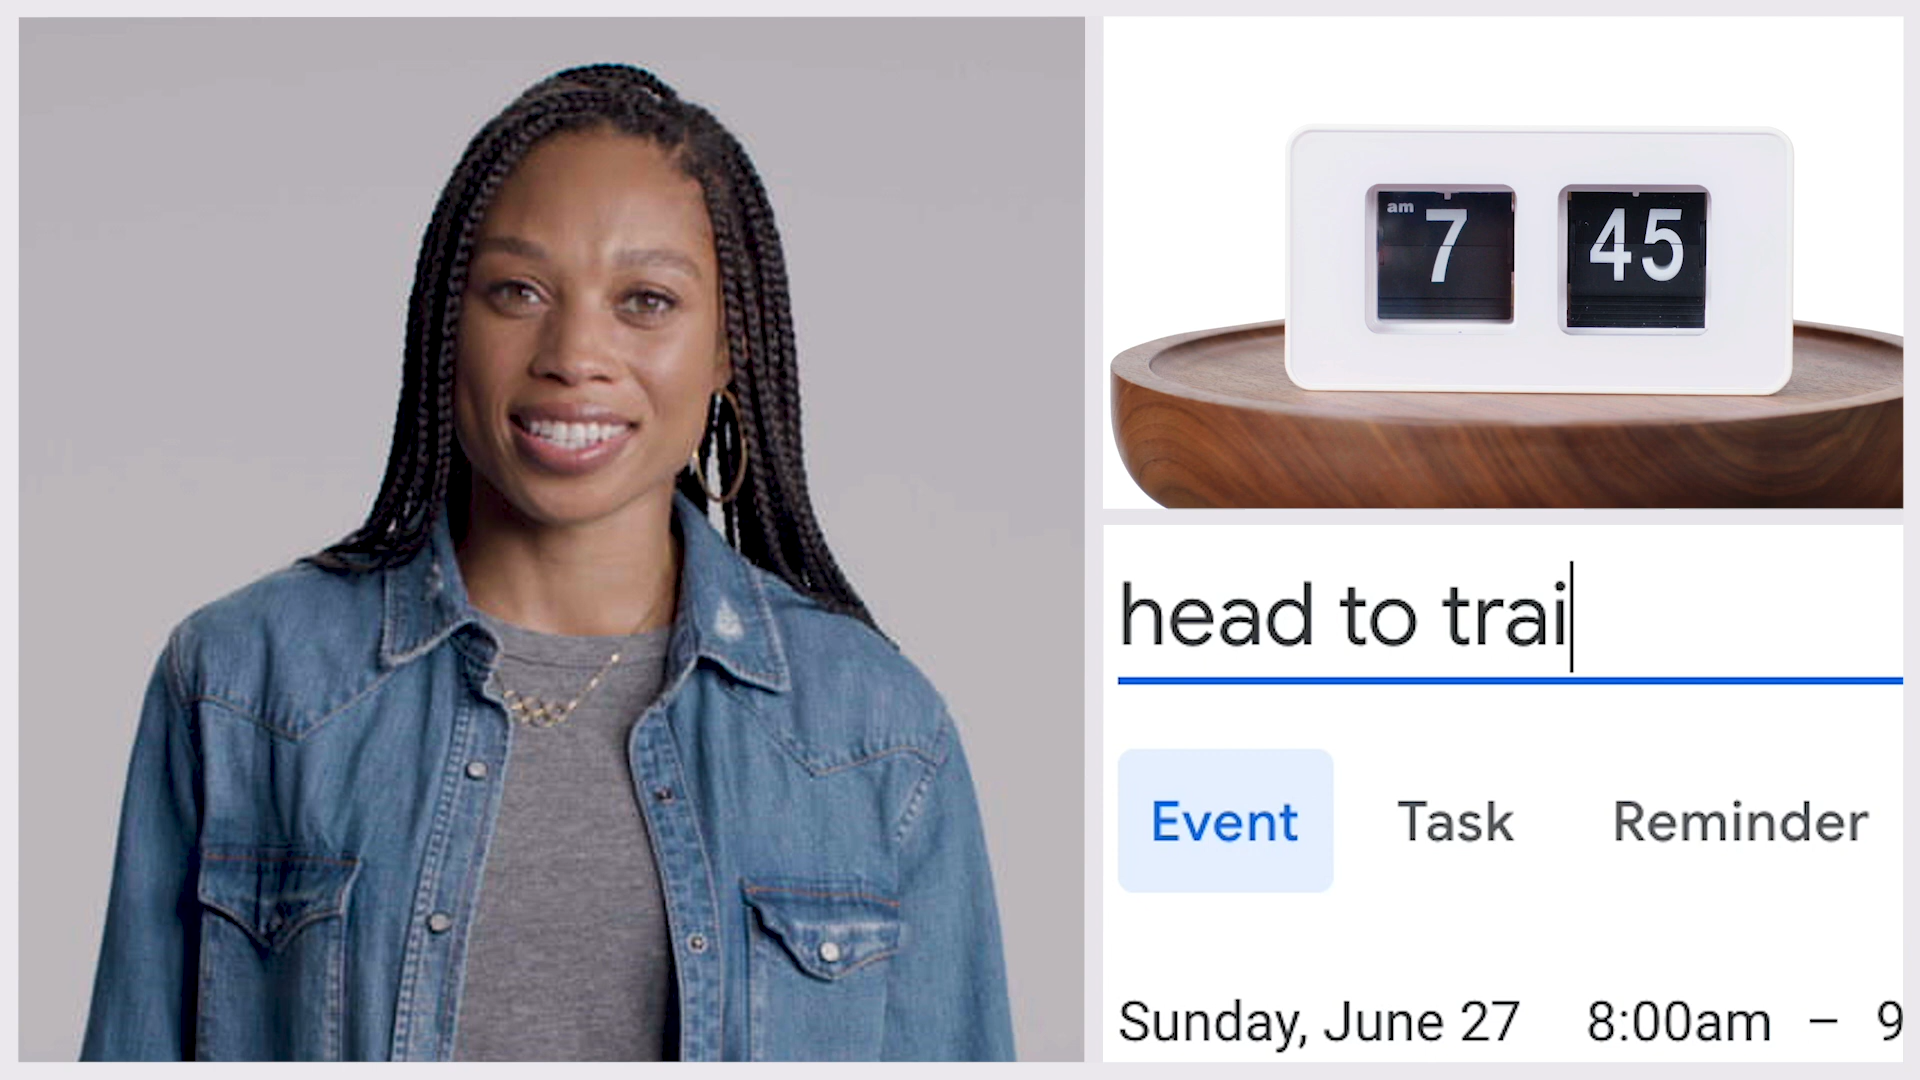 am 7 45
head to trai
Event Task Reminder
Sunday, June 27 8:00am – 9